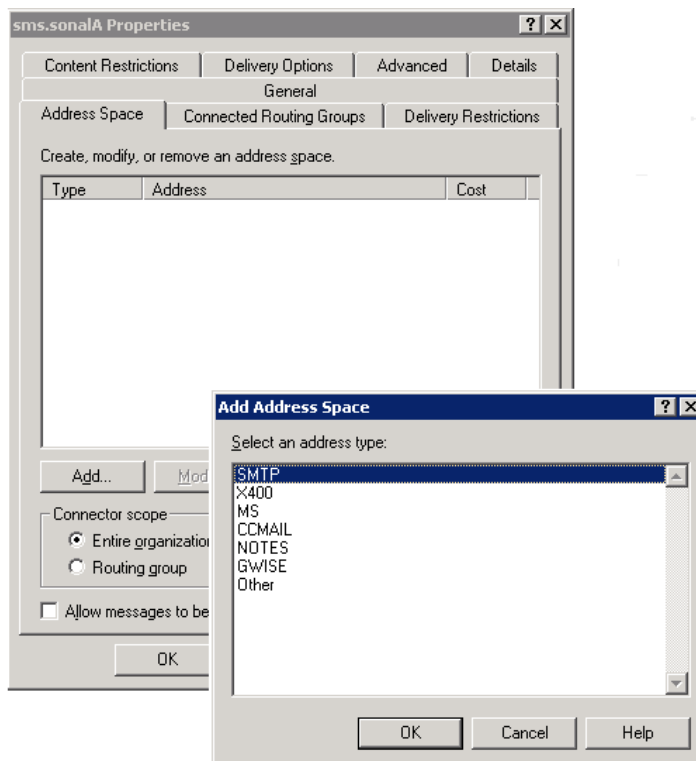 sms.sonalA Properties
Content Restrictions Delivery Options Advanced Details
General
Address Space Connected Routing Groups Delivery Restrictions
Create, modify, or remove an address space.
Type Address Cost
Add Address Space
Select an address type:
SMTP
X400
MS
CCMAIL
NOTES
GWISE
Other
Add... Mod
Connector scope
Entire organization
Routing group
Allow messages to be
OK
OK Cancel Help